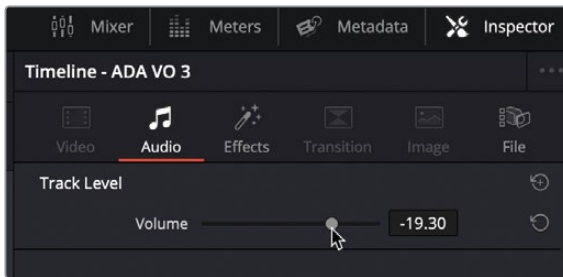 Mixer Meters Metadata Inspector
Timeline - ADA VO 3
Video Audio Effects Transition Image File
Track Level
Volume -19.30